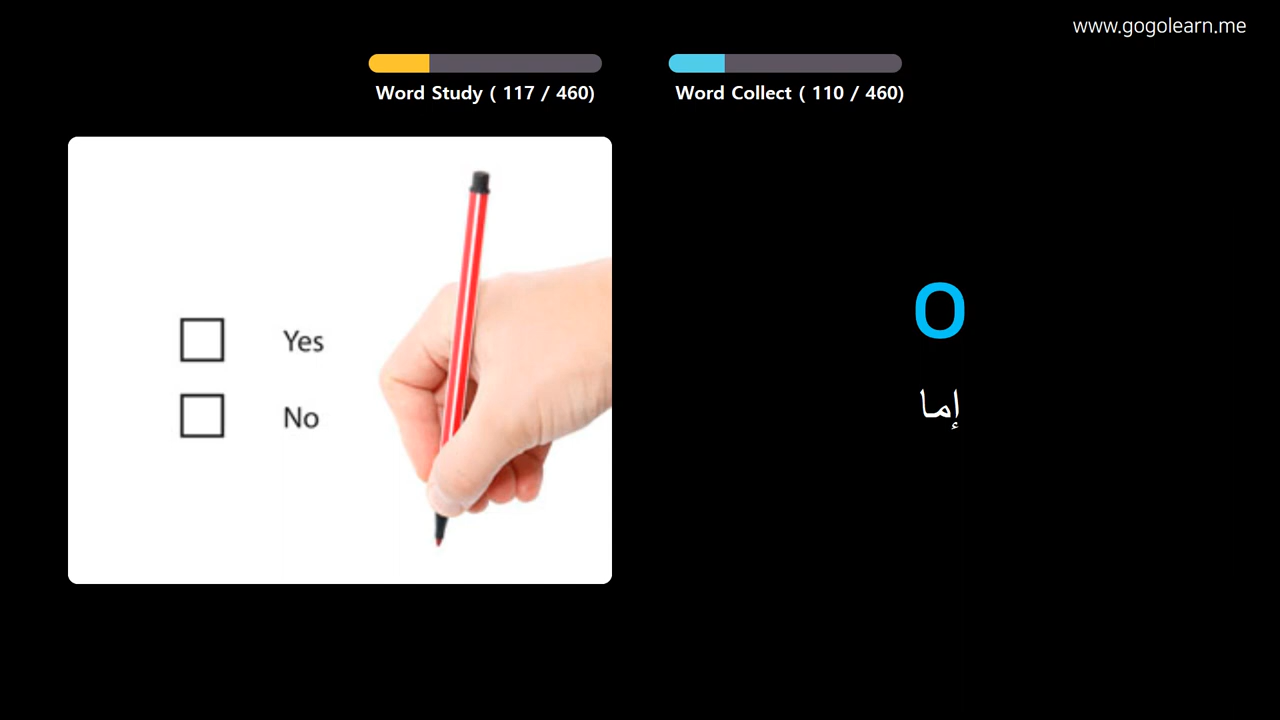 www.gogolearn.me
Word Study ( 117 / 460)
Word Collect ( 110 / 460)
Yes
No
o
إما